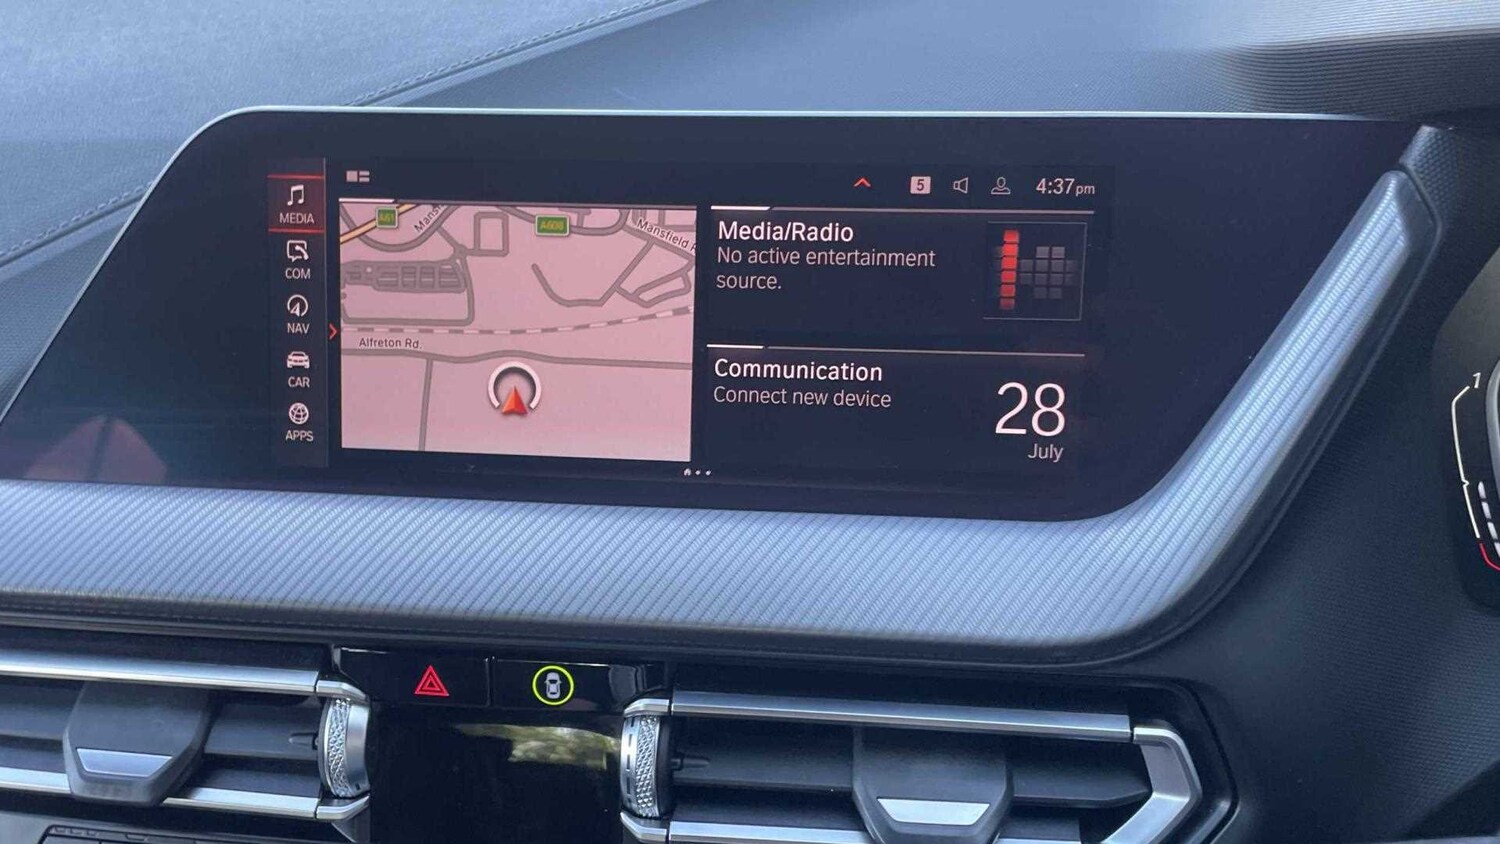 5
4:37pm
MEDIA
COM
NAV
CAR
APPS
A61
A608
Mansfield
Alfreton Rd.
Media/Radio
No active entertainment
source.
Communication
Connect new device
28
July
1